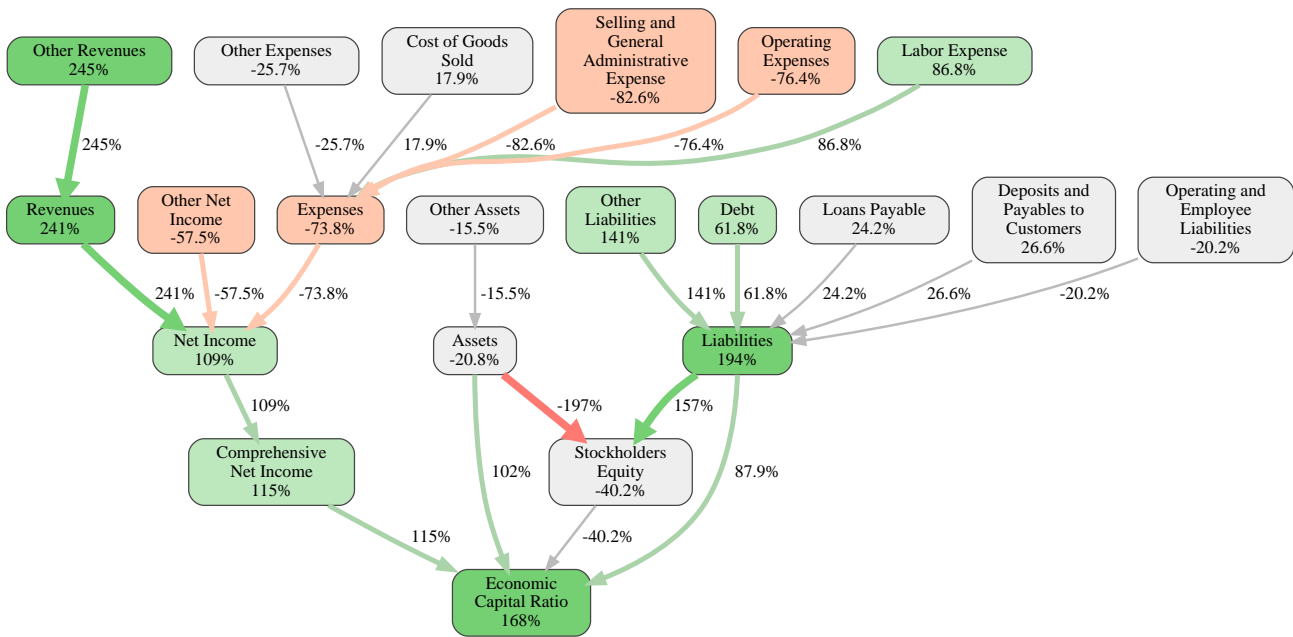 Other Revenues
245%
Other Expenses
-25.7%
Cost of Goods
Sold
17.9%
Selling and
General
Administrative
Expense
-82.6%
Operating
Expenses
-76.4%
Labor Expense
86.8%
245%
-25.7%
17.9%
-82.6%
-76.4%
86.8%
Revenues
241%
Other Net
Income
-57.5%
Expenses
-73.8%
Other Assets
-15.5%
Other
Liabilities
141%
Debt
61.8%
Loans Payable
24.2%
Deposits and
Payables to
Customers
26.6%
Operating and
Employee
Liabilities
-20.2%
241%
-57.5%
-73.8%
-15.5%
141%
61.8%
24.2%
26.6%
-20.2%
Net Income
109%
Assets
-20.8%
Liabilities
194%
109%
-197%
157%
Comprehensive
Net Income
115%
102%
Stockholders
Equity
-40.2%
87.9%
115%
-40.2%
Economic
Capital Ratio
168%